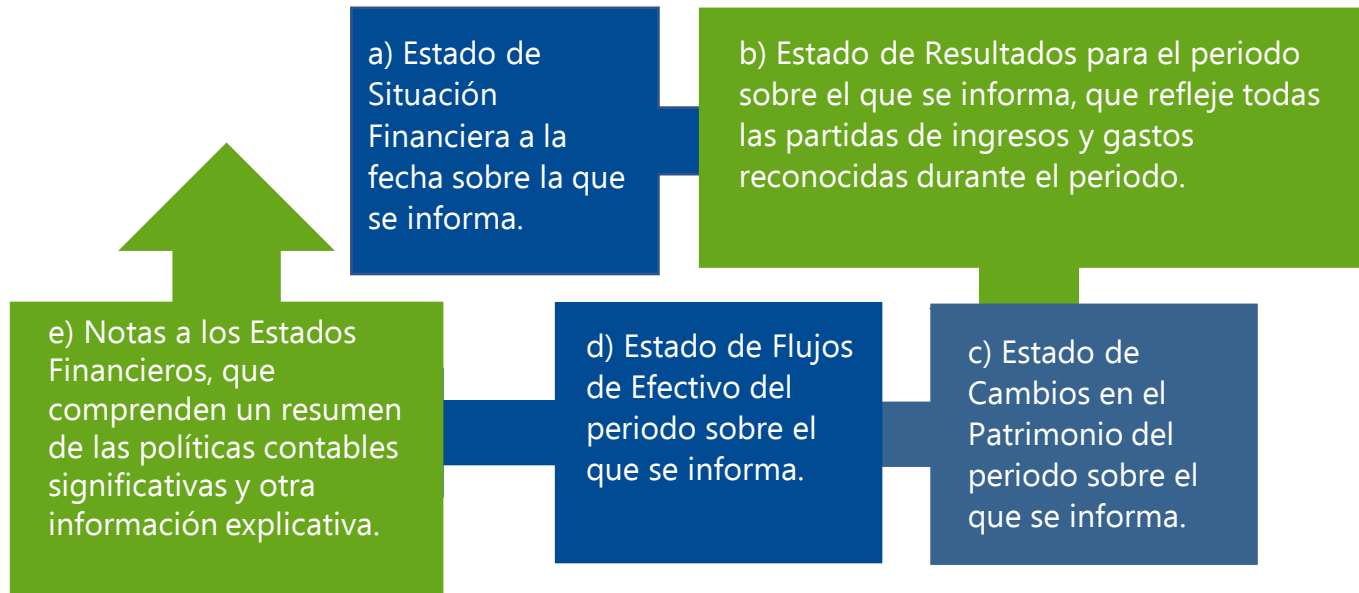 a) Estado de
Situación
Financiera a la
fecha sobre la que
se informa.
b) Estado de Resultados para el periodo
sobre el que se informa, que refleje todas
las partidas de ingresos y gastos
reconocidas durante el periodo.
c) Estado de
Cambios en el
Patrimonio del
periodo sobre el
que se informa.
d) Estado de Flujos
de Efectivo del
periodo sobre el
que se informa.
e) Notas a los Estados
Financieros, que
comprenden un resumen
de las políticas contables
significativas y otra
información explicativa.